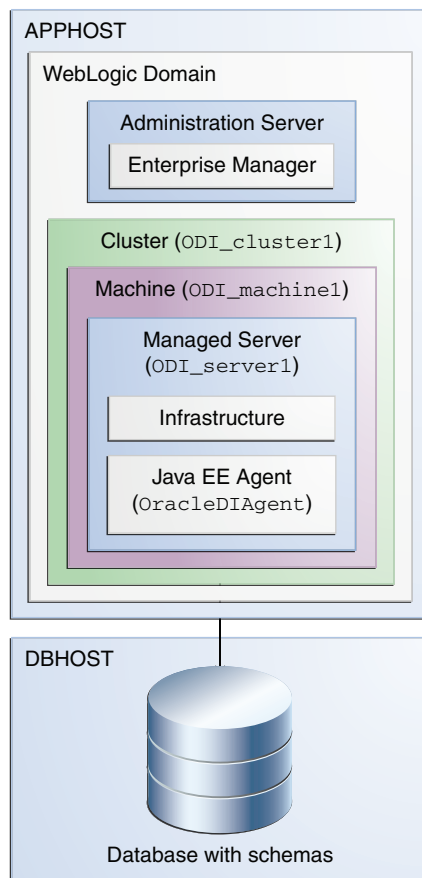 APPHOST
WebLogic Domain
Administration Server
Enterprise Manager
Cluster (ODI_cluster1)
Machine (ODI_machine1)
Managed Server
(ODI_server1)
Infrastructure
Java EE Agent
(OracleDIAgent)
DBHOST
Database with schemas